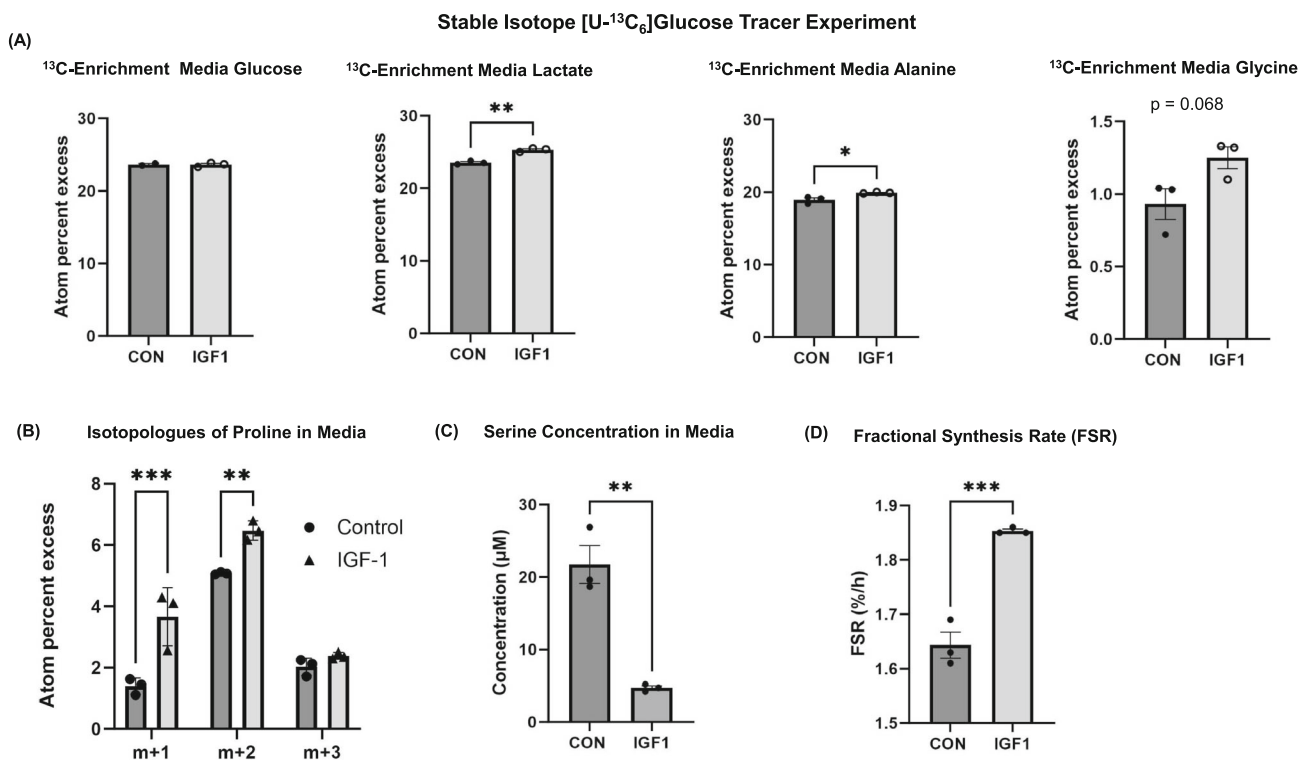 Stable Isotope [U-¹³C₆]Glucose Tracer Experiment
(A)
¹³C-Enrichment Media Glucose
Atom percent excess
30
20
10
0
CON IGF1
¹³C-Enrichment Media Lactate
**
Atom percent excess
30
20
10
0
CON IGF1
¹³C-Enrichment Media Alanine
*
Atom percent excess
30
20
10
0
CON IGF1
¹³C-Enrichment Media Glycine
p = 0.068
Atom percent excess
1.5
1.0
0.5
0.0
CON IGF1
(B) Isotopologues of Proline in Media
*** **
Atom percent excess
8
6
4
2
0
m+1 m+2 m+3
Control
IGF-1
(C) Serine Concentration in Media
**
Concentration (μM)
30
20
10
0
CON IGF1
(D) Fractional Synthesis Rate (FSR)
***
FSR (%/h)
1.9
1.8
1.7
1.6
1.5
CON IGF1